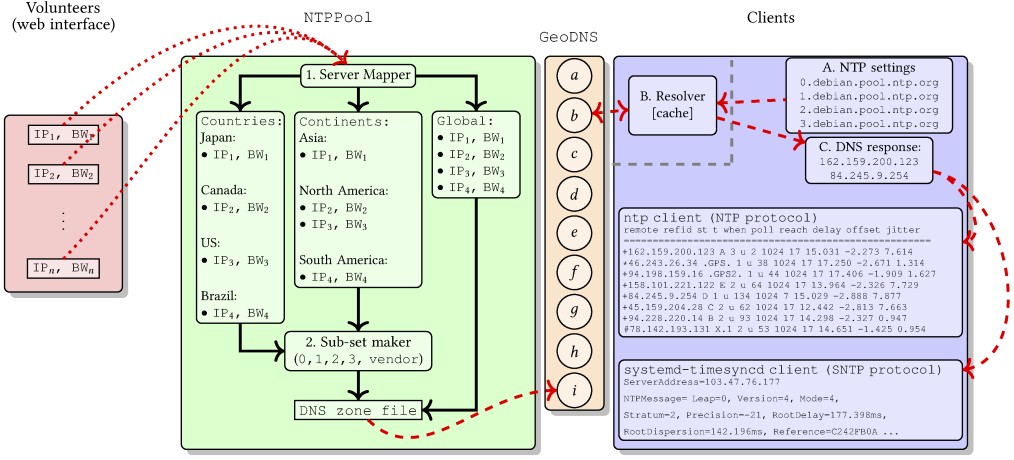 Volunteers
(web interface)
IP1, BW1
IP2, BW2
IPn, BWn
NTPPool
1. Server Mapper
Countries:
Japan:
• IP1, BW1
Canada:
• IP2, BW2
US:
• IP3, BW3
Brazil:
• IP4, BW4
Continents:
Asia:
• IP1, BW1
North America:
• IP2, BW2
• IP3, BW3
South America:
• IP4, BW4
Global:
• IP1, BW1
• IP2, BW2
• IP3, BW3
• IP4, BW4
2. Sub-set maker
(0,1,2,3, vendor)
DNS zone file
GeoDNS
a
b
c
d
e
f
g
h
i
Clients
B. Resolver
[cache]
A. NTP settings
0.debian.pool.ntp.org
1.debian.pool.ntp.org
2.debian.pool.ntp.org
3.debian.pool.ntp.org
C. DNS response:
162.159.200.123
84.245.9.254
ntp client (NTP protocol)
remote refid st t when poll reach delay offset jitter
==================================================
+162.159.200.123 A 3 u 2 1024 17 15.031 -2.273 7.614
*46.243.26.34 .GPS. 1 u 38 1024 17 17.250 -2.671 1.314
+94.198.159.16 .GPS2. 1 u 44 1024 17 17.406 -1.909 1.627
+158.101.221.122 E 2 u 64 1024 17 13.964 -2.326 7.729
+84.245.9.254 D 1 u 134 1024 7 15.029 -2.888 7.877
+45.159.204.28 C 2 u 62 1024 17 12.442 -2.813 7.663
+94.228.220.14 B 2 u 93 1024 17 14.298 -2.327 0.947
#78.142.193.131 X.1 2 u 53 1024 17 14.651 -1.425 0.954
systemd-timesyncd client (SNTP protocol)
ServerAddress=103.47.76.177
NTPMessage= Leap=0, Version=4, Mode=4,
Stratum=2, Precision=-21, RootDelay=177.398ms,
RootDispersion=142.196ms, Reference=C242FB0A ...